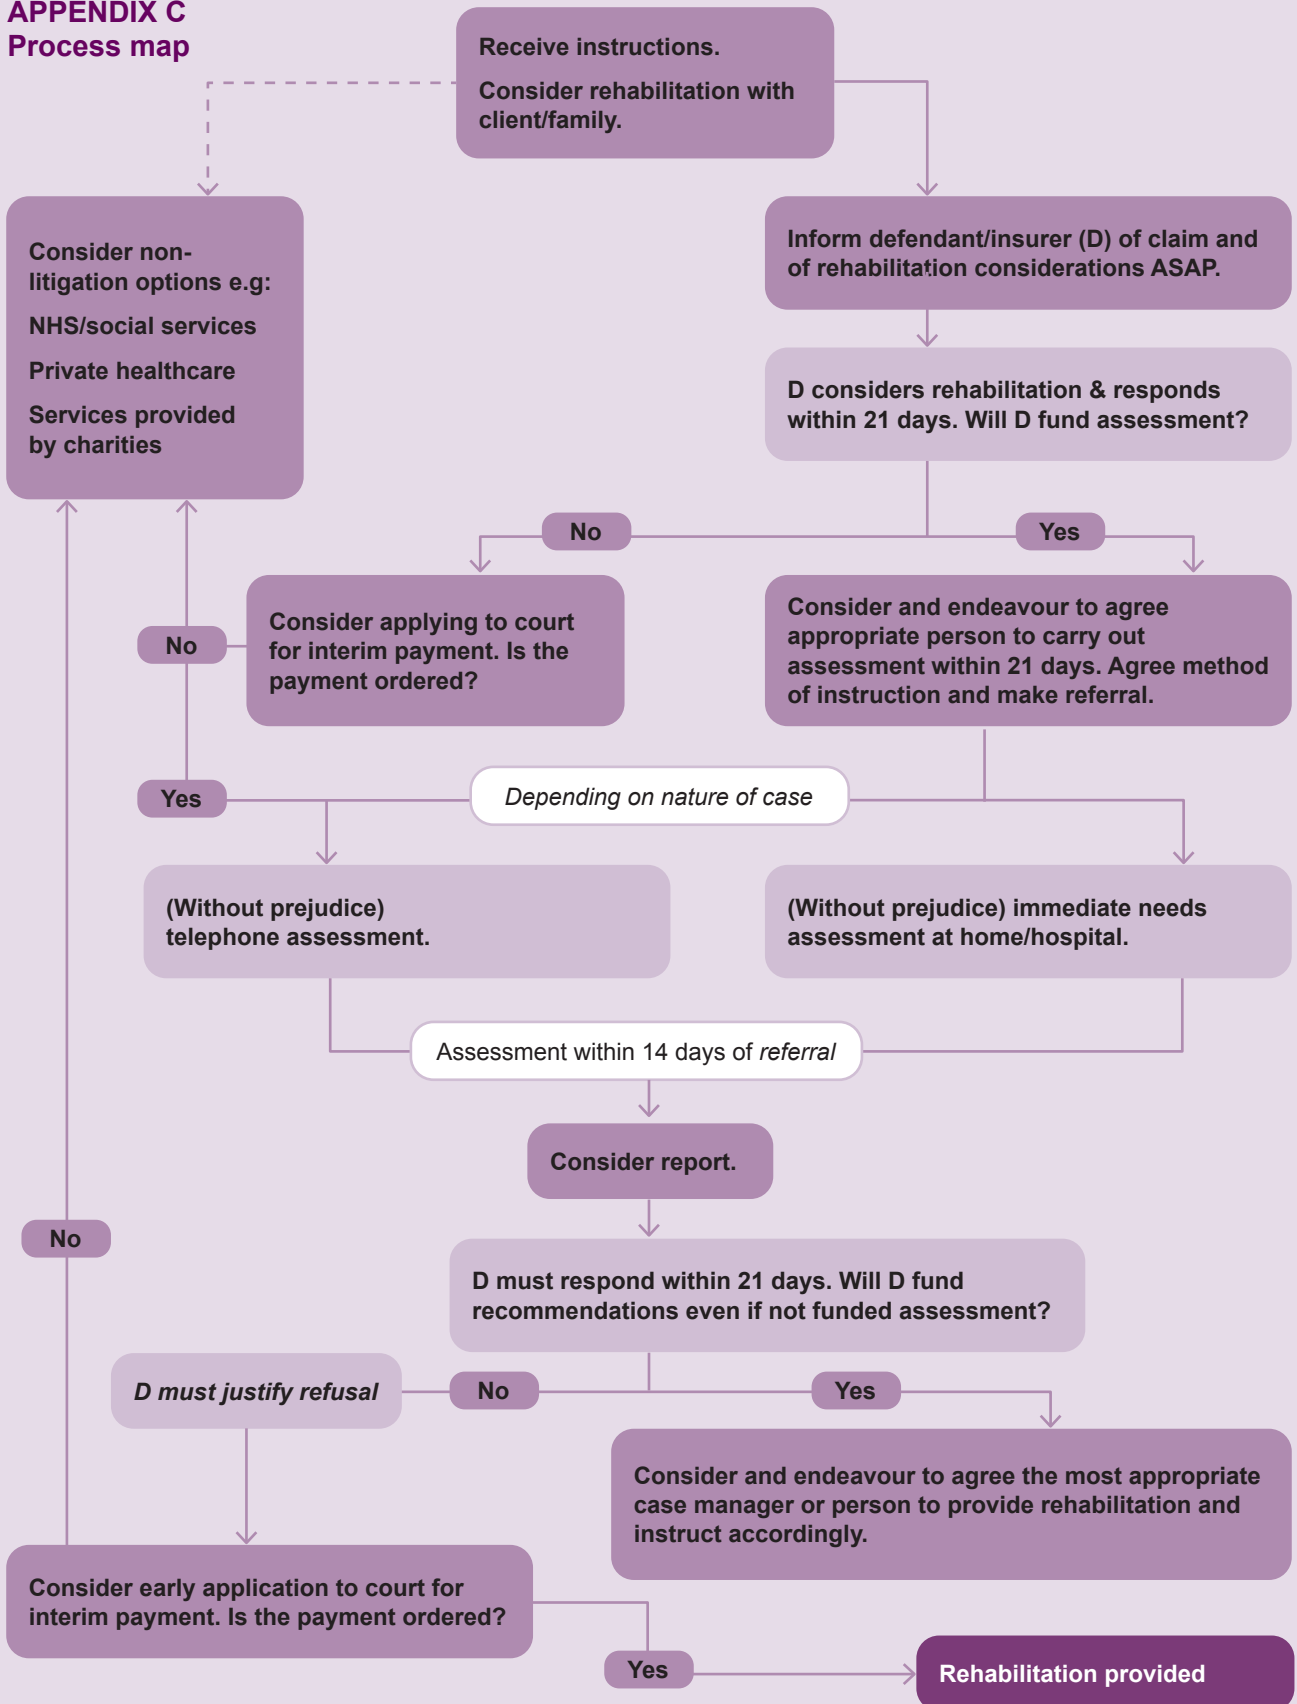 APPENDIX C
Process map
Receive instructions.
Consider rehabilitation with
client/family.
Consider non-
litigation options e.g:
NHS/social services
Private healthcare
Services provided
by charities
Inform defendant/insurer (D) of claim and
of rehabilitation considerations ASAP.
D considers rehabilitation & responds
within 21 days. Will D fund assessment?
No
Yes
Consider applying to court
for interim payment. Is the
payment ordered?
Consider and endeavour to agree
appropriate person to carry out
assessment within 21 days. Agree method
of instruction and make referral.
No
Yes
Depending on nature of case
(Without prejudice)
telephone assessment.
(Without prejudice) immediate needs
assessment at home/hospital.
Assessment within 14 days of referral
Consider report.
No
D must respond within 21 days. Will D fund
recommendations even if not funded assessment?
D must justify refusal
No
Yes
Consider and endeavour to agree the most appropriate
case manager or person to provide rehabilitation and
instruct accordingly.
Consider early application to court for
interim payment. Is the payment ordered?
Yes
Rehabilitation provided